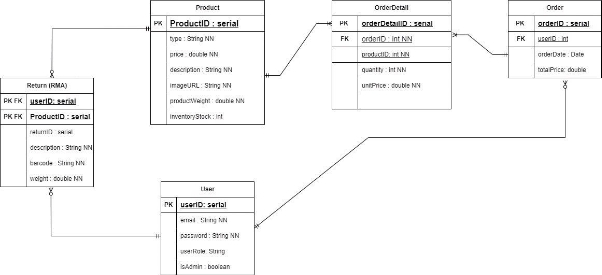 Product
PK ProductID : serial
type : String NN
price : double NN
description : String NN
imageURL : String NN
productWeight : double NN
inventoryStock : int
OrderDetail
PK orderDetailID : serial
FK orderID : int NN
productID: int NN
quantity : int NN
unitPrice : double NN
Order
PK orderID : serial
FK userID : int
orderDate : Date
totalPrice: double
Return (RMA)
PK FK userID: serial
PK FK ProductID : serial
returnID : serial
description : String NN
barcode : String NN
weight : double NN
User
PK userID: serial
email : String NN
password : String NN
userRole: String
isAdmin : boolean